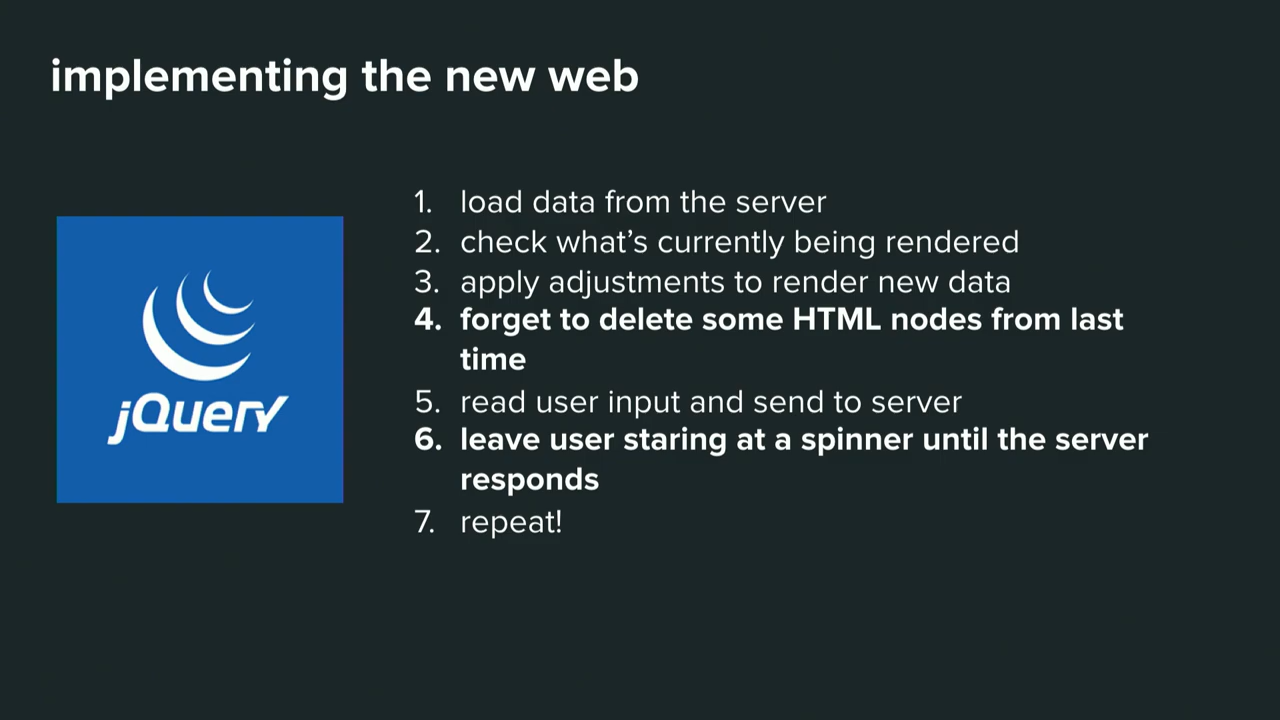 implementing the new web
jQuery
1. load data from the server
2. check what’s currently being rendered
3. apply adjustments to render new data
4. forget to delete some HTML nodes from last
time
5. read user input and send to server
6. leave user staring at a spinner until the server
responds
7. repeat!